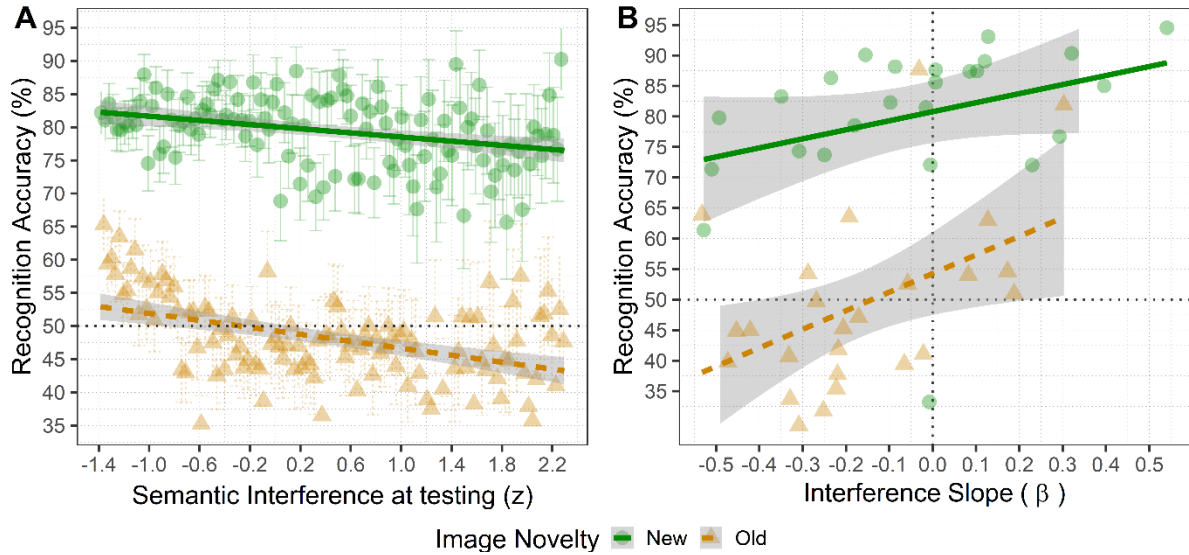 A
B
Recognition Accuracy (%)
95
90
85
80
75
70
65
60
55
50
45
40
35
-1.4 -1.0 -0.6 -0.2 0.2 0.6 1.0 1.4 1.8 2.2
Semantic Interference at testing (z)
Recognition Accuracy (%)
95
90
85
80
75
70
65
60
55
50
45
40
35
-0.5 -0.4 -0.3 -0.2 -0.1 0.0 0.1 0.2 0.3 0.4 0.5
Interference Slope ( β )
Image Novelty New Old